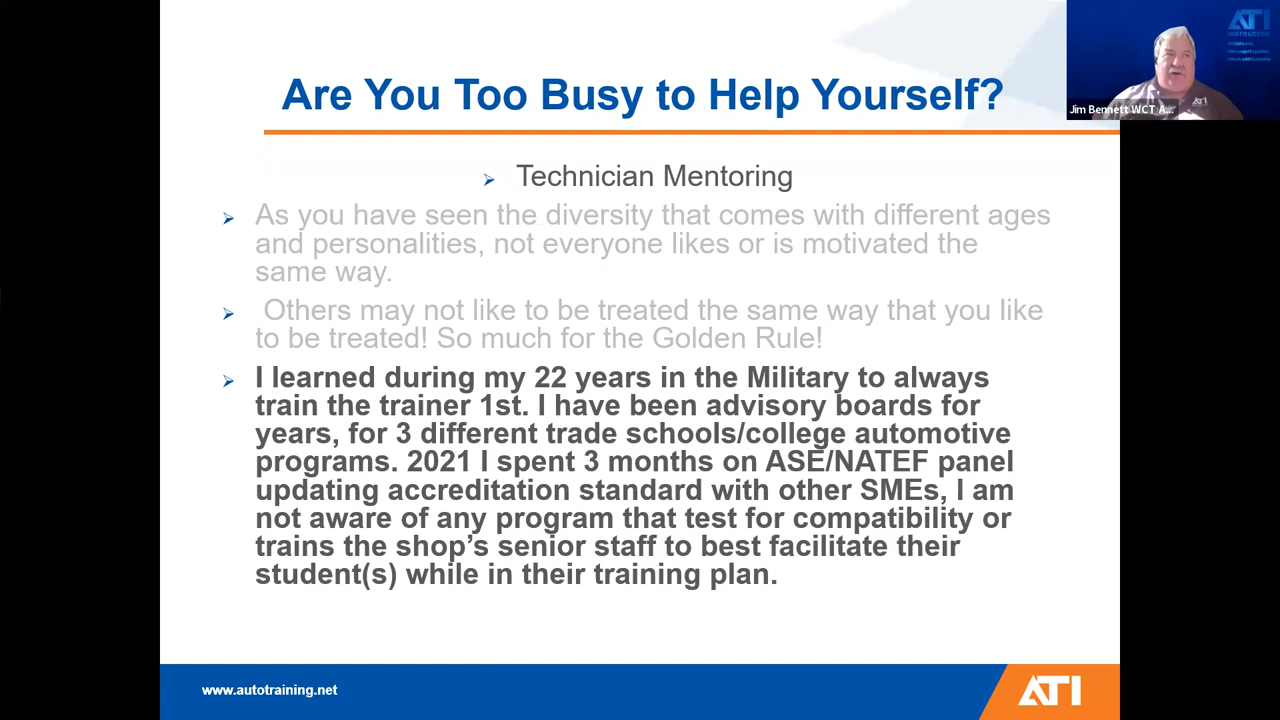 Are You Too Busy to Help Yourself?
ATI
INSTRUCTOR
Jim Bennett WCT A...
Technician Mentoring
As you have seen the diversity that comes with different ages
and personalities, not everyone likes or is motivated the
same way.
Others may not like to be treated the same way that you like
to be treated! So much for the Golden Rule!
I learned during my 22 years in the Military to always
train the trainer 1st. I have been advisory boards for
years, for 3 different trade schools/college automotive
programs. 2021 I spent 3 months on ASE/NATEF panel
updating accreditation standard with other SMEs, I am
not aware of any program that test for compatibility or
trains the shop’s senior staff to best facilitate their
student(s) while in their training plan.
www.autotraining.net
ATI